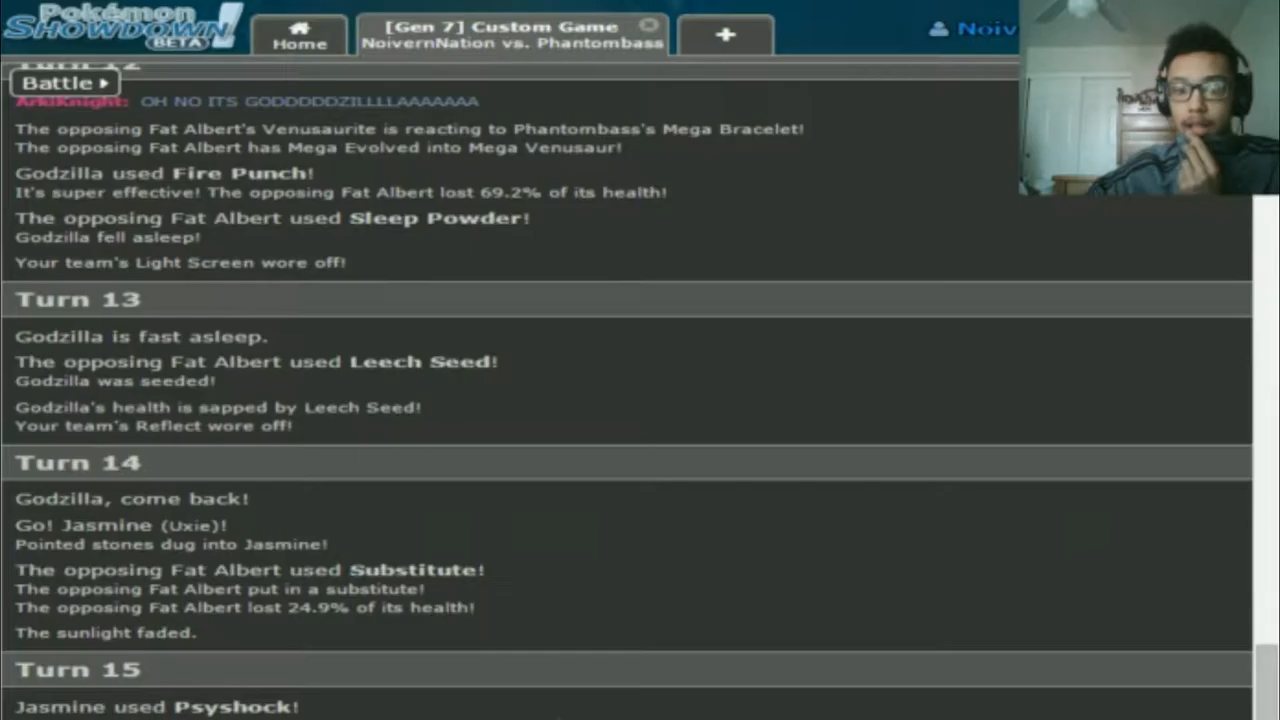 Pokémon
SHOWDOWN!
BETA
Home
[Gen 7] Custom Game
NoivernNation vs. Phantombass
+
Noiv
Turn 12
Battle
ArkiKnight: OH NO ITS GODDDDDZILLLLAAAAAAA
The opposing Fat Albert's Venusaurite is reacting to Phantombass's Mega Bracelet!
The opposing Fat Albert has Mega Evolved into Mega Venusaur!
Godzilla used Fire Punch!
It's super effective! The opposing Fat Albert lost 69.2% of its health!
The opposing Fat Albert used Sleep Powder!
Godzilla fell asleep!
Your team's Light Screen wore off!
Turn 13
Godzilla is fast asleep.
The opposing Fat Albert used Leech Seed!
Godzilla was seeded!
Godzilla's health is sapped by Leech Seed!
Your team's Reflect wore off!
Turn 14
Godzilla, come back!
Go! Jasmine (Uxie)!
Pointed stones dug into Jasmine!
The opposing Fat Albert used Substitute!
The opposing Fat Albert put in a substitute!
The opposing Fat Albert lost 24.9% of its health!
The sunlight faded.
Turn 15
Jasmine used Psyshock!